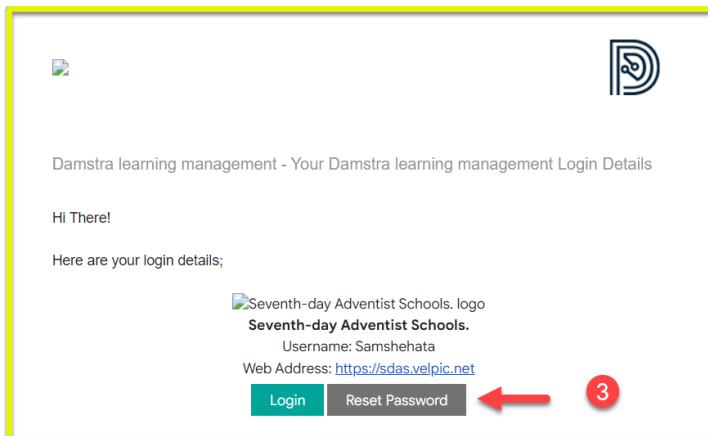 Damstra learning management - Your Damstra learning management Login Details
Hi There!
Here are your login details;
Seventh-day Adventist Schools. logo
Seventh-day Adventist Schools.
Username: Samshehata
Web Address: https://sdas.velpic.net
Login Reset Password 3